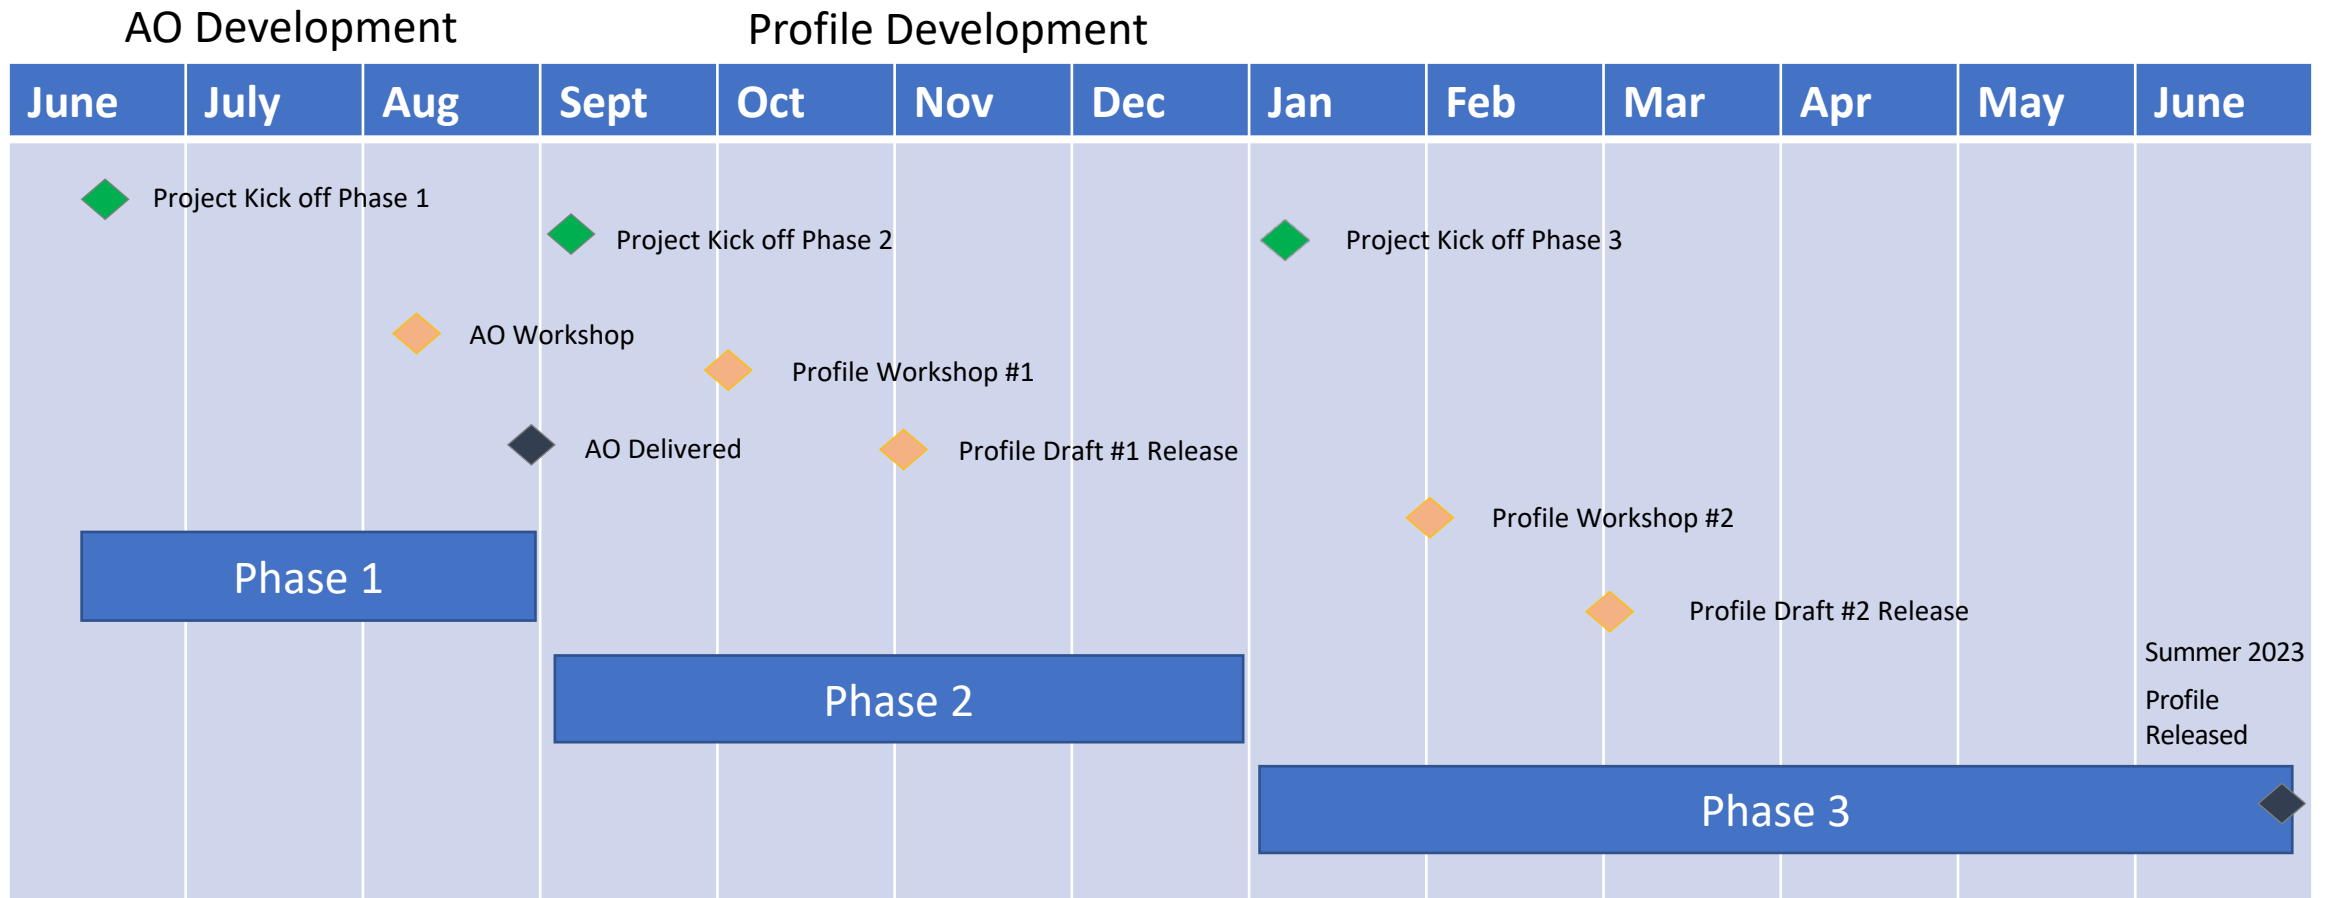 AO Development
Profile Development
June July Aug Sept Oct Nov Dec Jan Feb Mar Apr May June
Project Kick off Phase 1
Project Kick off Phase 2
Project Kick off Phase 3
AO Workshop
Profile Workshop #1
AO Delivered
Profile Draft #1 Release
Profile Workshop #2
Phase 1
Profile Draft #2 Release
Summer 2023
Profile
Released
Phase 2
Phase 3